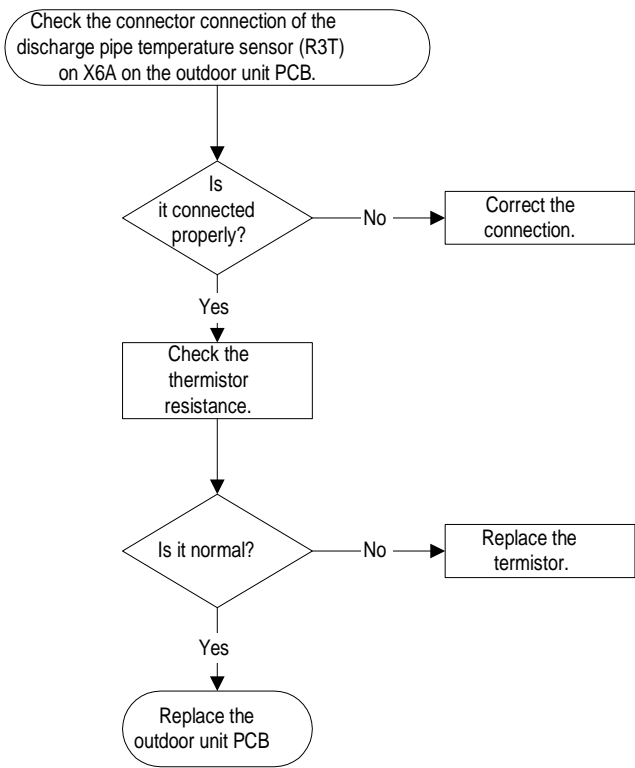 Check the connector connection of the
discharge pipe temperature sensor (R3T)
on X6A on the outdoor unit PCB.
Is
it connected
properly?
No
Correct the
connection.
Yes
Check the
thermistor
resistance.
Is it normal?
No
Replace the
termistor.
Yes
Replace the
outdoor unit PCB